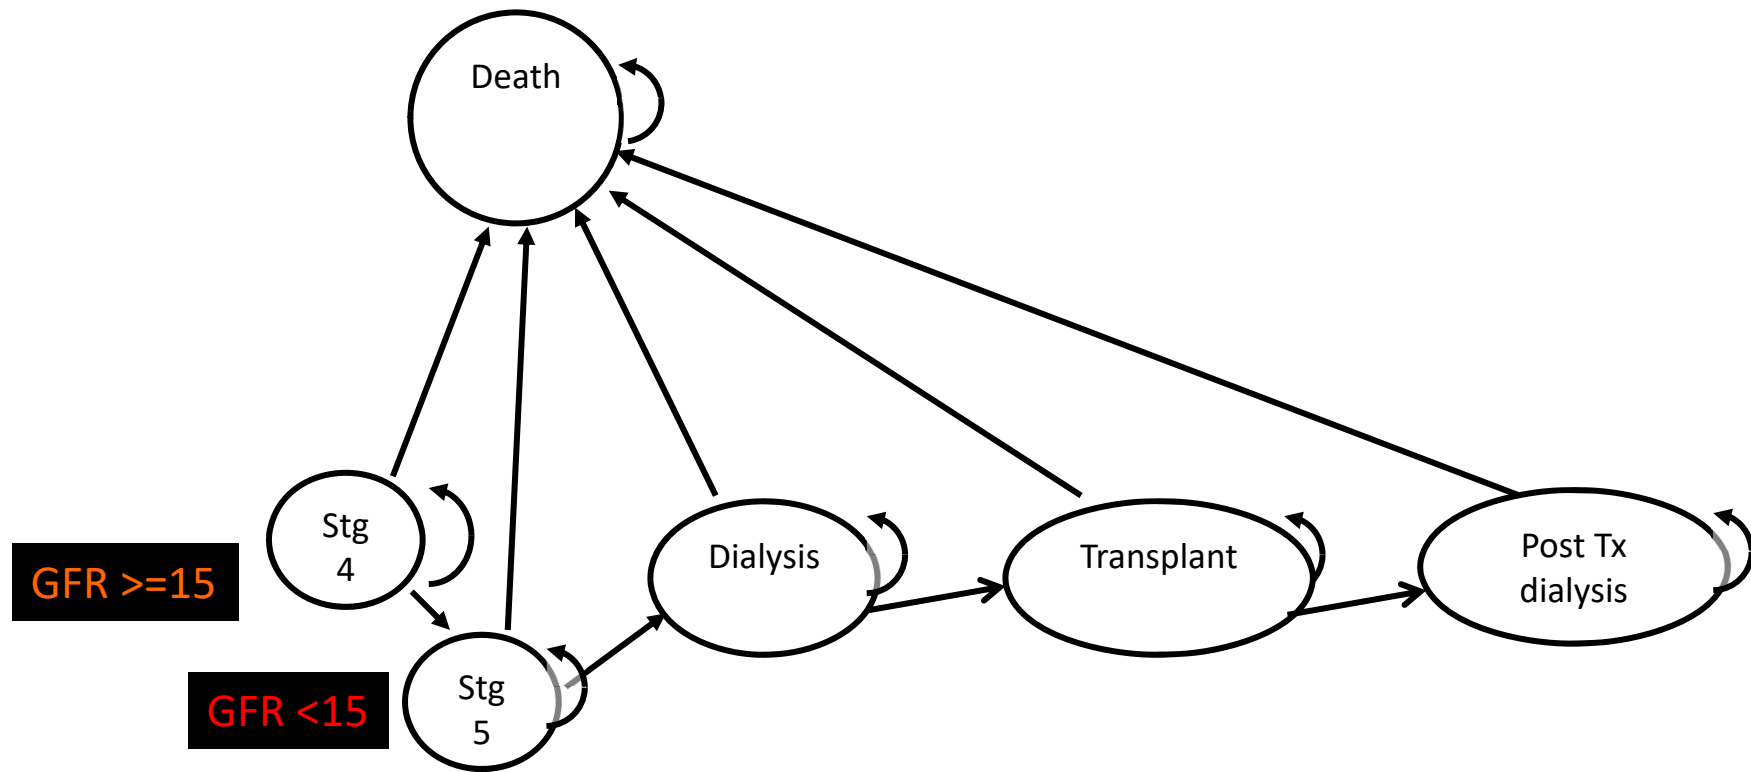 Death
Stg
4
GFR >=15
Stg
5
GFR <15
Dialysis
Transplant
Post Tx
dialysis